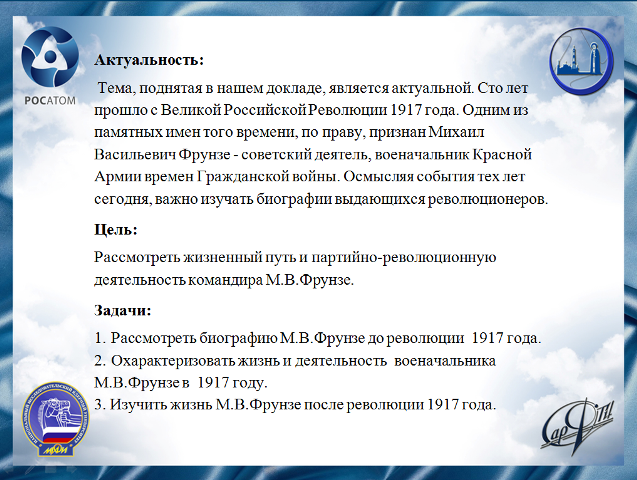 РОСАТОМ
Актуальность:
Тема, поднятая в нашем докладе, является актуальной. Сто лет
прошло с Великой Российской Революции 1917 года. Одним из
памятных имен того времени, по праву, признан Михаил
Васильевич Фрунзе - советский деятель, военачальник Красной
Армии времен Гражданской войны. Осмысляя события тех лет
сегодня, важно изучать биографии выдающихся революционеров.
Цель:
Рассмотреть жизненный путь и партийно-революционную
деятельность командира М.В.Фрунзе.
Задачи:
1. Рассмотреть биографию М.В.Фрунзе до революции 1917 года.
2. Охарактеризовать жизнь и деятельность военачальника
М.В.Фрунзе в 1917 году.
3. Изучить жизнь М.В.Фрунзе после революции 1917 года.
МИФИ
СарФТИ